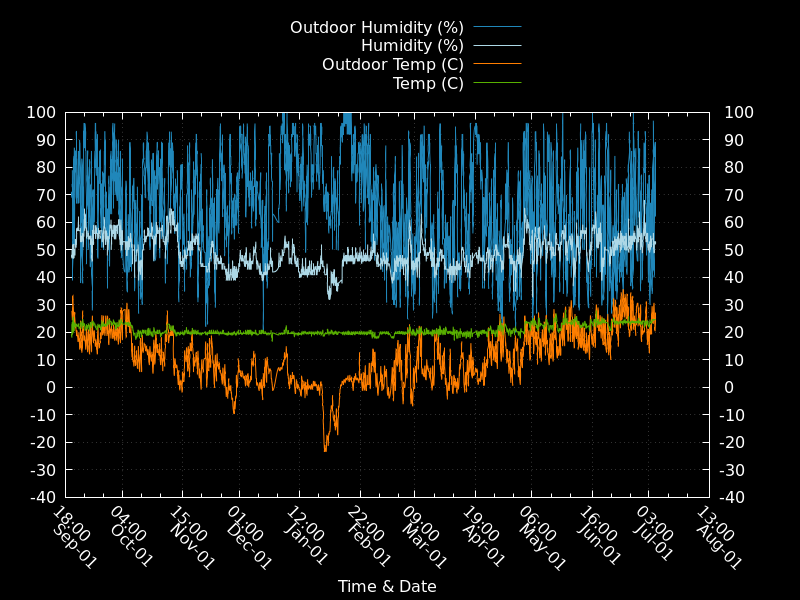 Outdoor Humidity (%)
Humidity (%)
Outdoor Temp (C)
Temp (C)
100 100
90 90
80 80
70 70
60 60
50 50
40 40
30 30
20 20
10 10
0 0
-10 -10
-20 -20
-30 -30
-40 -40
18:00 04:00 15:00 01:00 12:00 22:00 09:00 19:00 06:00 16:00 03:00 13:00
Sep-01 Oct-01 Nov-01 Dec-01 Jan-01 Feb-01 Mar-01 Apr-01 May-01 Jun-01 Jul-01 Aug-01
Time & Date